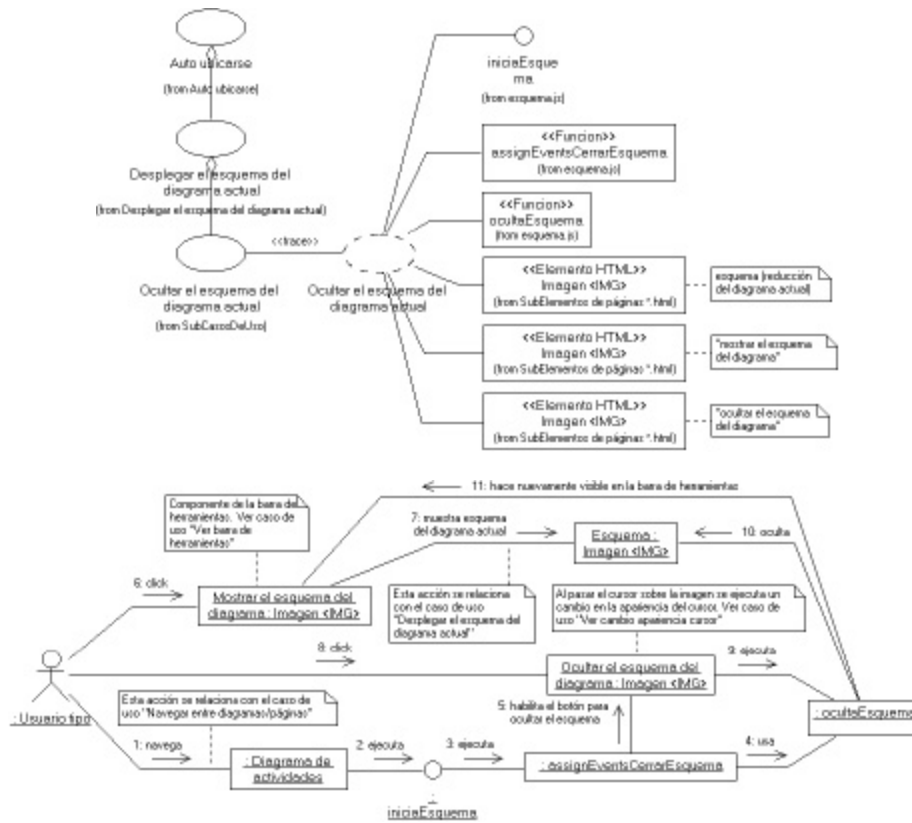 Auto ubicarse
(from Auto ubicarse)
Desplegar el esquema del
diagrama actual
(from Desplegar el esquema del diagrama actual)
<<trace>>
Ocultar el esquema del
diagrama actual
(from SubCasosDeUso)
Ocultar el esquema del
diagrama actual
iniciaEsque
ma
(from esquema.js)
<<Funcion>>
assignEventsCerrarEsquema
(from esquema.js)
<<Funcion>>
ocultaEsquema
(from esquema.js)
<<Elemento HTML>>
Imagen <IMG>
(from SubElementos de páginas *.html)
esquema (reducción
del diagrama actual)
<<Elemento HTML>>
Imagen <IMG>
(from SubElementos de páginas *.html)
"mostrar el esquema
del diagrama"
<<Elemento HTML>>
Imagen <IMG>
(from SubElementos de páginas *.html)
"ocultar el esquema
del diagrama"
11: hace nuevamente visible en la barra de herramientas
Componente de la barra de
herramientas. Ver caso de
uso "Ver barra de
herramientas"
7: muestra esquema
del diagrama actual
Esquema :
Imagen <IMG>
10: oculta
6: click
Mostrar el esquema del
diagrama : Imagen <IMG>
Esta acción se relaciona
con el caso de uso
"Desplegar el esquema del
diagrama actual"
Al pasar el cursor sobre la imagen se ejecuta un
cambio en la apariencia del cursor. Ver caso de
uso "Ver cambio apariencia cursor"
8: click
Ocultar el esquema del
diagrama : Imagen <IMG>
9: ejecuta
: Usuario tipo
Esta acción se relaciona con el caso de
uso "Navegar entre diagramas/páginas"
5: habilita el botón para
ocultar el esquema
: ocultaEsquema
1: navega
: Diagrama de
actividades
2: ejecuta
3: ejecuta
: assignEventsCerrarEsquema
4: usa
:
iniciaEsquema